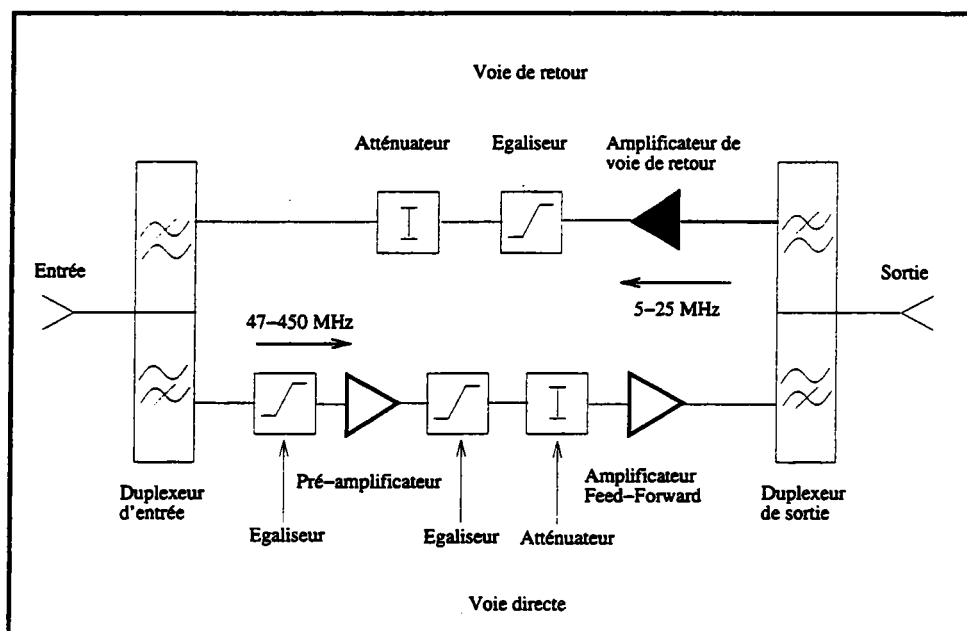 Voie de retour
Atténuateur
Egaliseur
Amplificateur de
voie de retour
Entrée
Sortie
47–450 MHz
5–25 MHz
Pré–amplificateur
Amplificateur
Feed–Forward
Duplexeur
d'entrée
Duplexeur
de sortie
Egaliseur
Egaliseur
Atténuateur
Voie directe